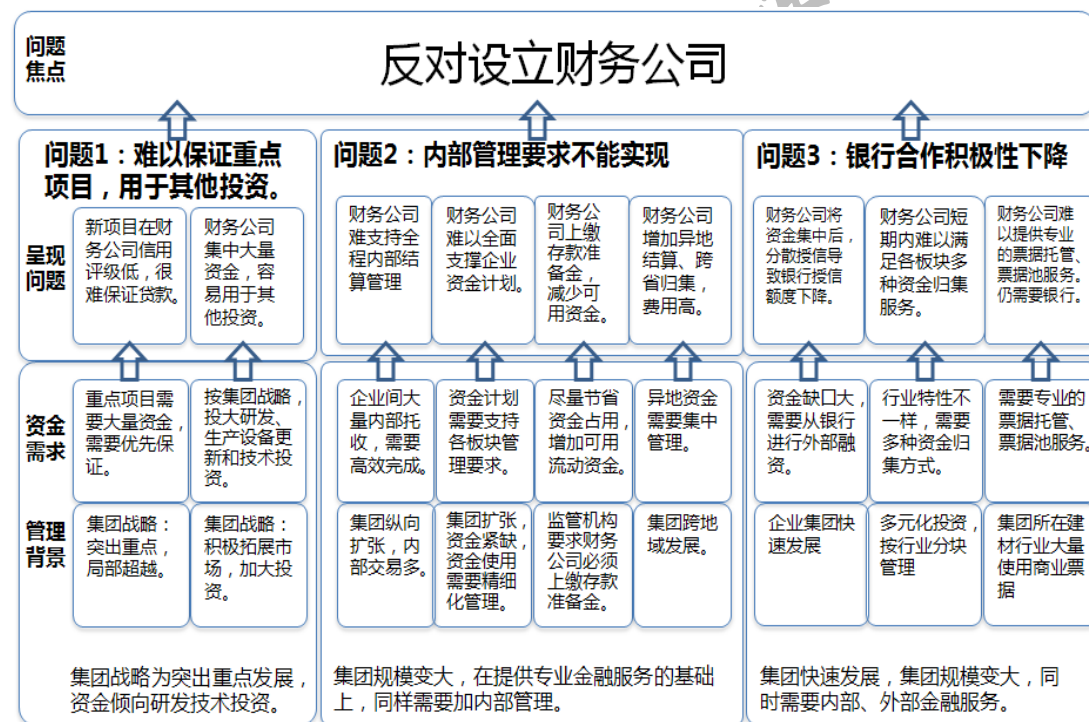 问题
焦点
反对设立财务公司
问题1：难以保证重点
项目，用于其他投资。
问题2：内部管理要求不能实现
问题3：银行合作积极性下降
呈现
问题
新项目在财
务公司信用
评级低，很
难保证贷款。
财务公司
集中大量
资金，容
易用于其
他投资。
财务公司
难支持全
程内部结
算管理
财务公司
难以全面
支撑企业
资金计划。
财务公
司上缴
存款准
备金，
减少可
用资金。
财务公司
增加异地
结算、跨
省归集，
费用高。
财务公司将
资金集中后，
分散授信导
致银行授信
额度下降。
财务公司短
期内难以满
足各板块多
种资金归集
服务。
财务公司难
以提供专业
的票据托管、
票据池服务。
仍需要银行。
资金
需求
重点项目需
要大量资金，
需要优先保
证。
按集团战略，
投大研发、
生产设备更
新和技术投
资。
企业间大
量内部托
收，需要
高效完成。
资金计划
需要支持
各板块管
理要求。
尽量节省
资金占用，
增加可用
流动资金。
异地资金
需要集中
管理。
资金缺口大，
需要从银行
进行外部融
资。
行业特性不
一样，需要
多种资金归
集方式。
需要专业的
票据托管、
票据池服务。
管理
背景
集团战略：
突出重点，
局部超越。
集团战略：
积极拓展市
场，加大投
资。
集团纵向
扩张，内
部交易多。
集团扩张，
资金紧缺，
资金使用
需要精细
化管理。
监管机构
要求财务
公司必须
上缴存款
准备金。
集团跨地
域发展。
企业集团快
速发展
多元化投资，
按行业分块
管理
集团所在建
材行业大量
使用商业票
据
集团战略为突出重点发展，
资金倾向研发技术投资。
集团规模变大，在提供专业金融服务的基础
上，同样需要加内部管理。
集团快速发展，集团规模变大，同
时需要内部、外部金融服务。